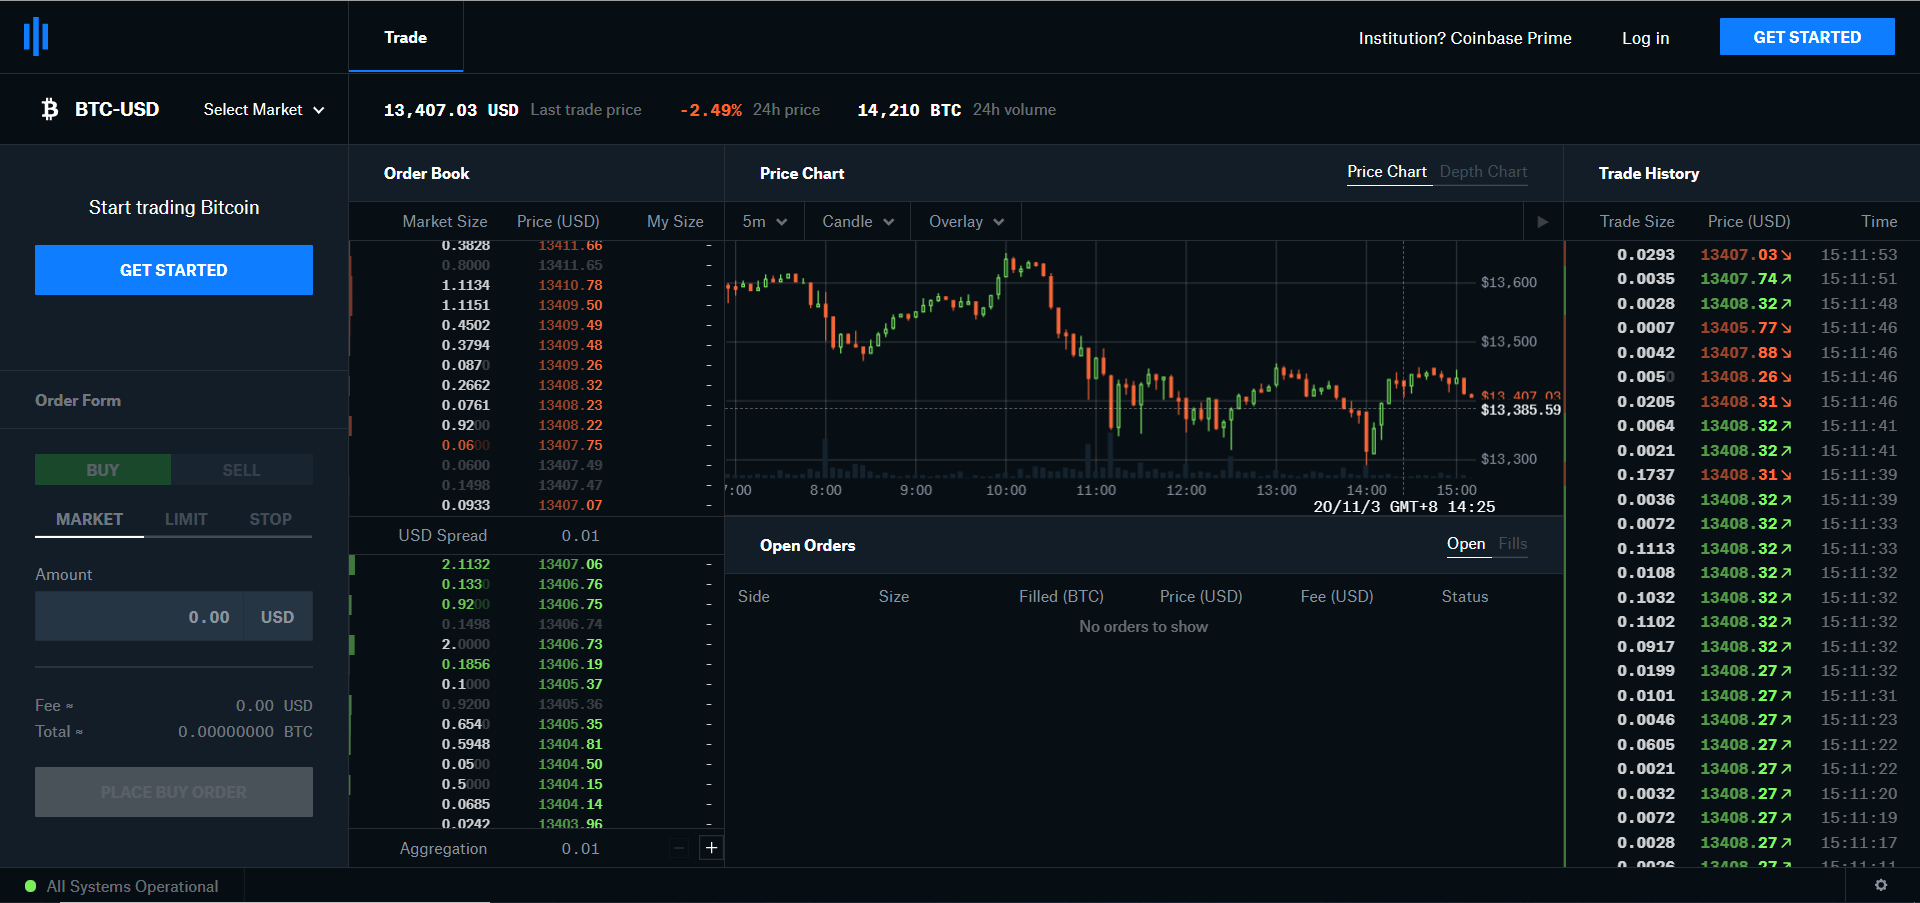 Trade
Institution? Coinbase Prime
Log in
GET STARTED
BTC-USD
Select Market
13,407.03 USD Last trade price
-2.49% 24h price
14,210 BTC 24h volume
Start trading Bitcoin
GET STARTED
Order Form
BUY SELL
MARKET LIMIT STOP
Amount
0.00 USD
Fee ≈ 0.00 USD
Total ≈ 0.00000000 BTC
PLACE BUY ORDER
Order Book
Market Size Price (USD) My Size
0.3828 13411.66 -
0.8000 13411.65 -
1.1134 13410.78 -
1.1151 13409.50 -
0.4502 13409.49 -
0.3794 13409.48 -
0.0870 13409.26 -
0.2662 13408.32 -
0.0761 13408.23 -
0.9200 13408.22 -
0.0600 13407.75 -
0.0600 13407.49 -
0.1498 13407.47 -
0.0933 13407.07 -
USD Spread 0.01
2.1132 13407.06 -
0.1330 13406.76 -
0.9200 13406.75 -
0.1498 13406.74 -
2.0000 13406.73 -
0.1856 13406.19 -
0.1000 13405.37 -
0.9200 13405.36 -
0.6540 13405.35 -
0.5948 13404.81 -
0.0500 13404.50 -
0.5000 13404.15 -
0.0685 13404.14 -
0.0242 13403.96 -
Aggregation 0.01 − +
Price Chart
Price Chart Depth Chart
5m Candle Overlay
$13,600
$13,500
$13,407.03
$13,385.59
$13,300
7:00 8:00 9:00 10:00 11:00 12:00 13:00 14:00 15:00
20/11/3 GMT+8 14:25
Open Orders
Open Fills
Side Size Filled (BTC) Price (USD) Fee (USD) Status
No orders to show
Trade History
Trade Size Price (USD) Time
0.0293 13407.03↘ 15:11:53
0.0035 13407.74↗ 15:11:51
0.0028 13408.32↗ 15:11:48
0.0007 13405.77↘ 15:11:46
0.0042 13407.88↘ 15:11:46
0.0050 13408.26↘ 15:11:46
0.0205 13408.31↘ 15:11:46
0.0064 13408.32↗ 15:11:41
0.0021 13408.32↗ 15:11:41
0.1737 13408.31↘ 15:11:39
0.0036 13408.32↗ 15:11:39
0.0072 13408.32↗ 15:11:33
0.1113 13408.32↗ 15:11:33
0.0108 13408.32↗ 15:11:32
0.1032 13408.32↗ 15:11:32
0.1102 13408.32↗ 15:11:32
0.0917 13408.32↗ 15:11:32
0.0199 13408.27↗ 15:11:32
0.0101 13408.27↗ 15:11:31
0.0046 13408.27↗ 15:11:23
0.0605 13408.27↗ 15:11:22
0.0021 13408.27↗ 15:11:22
0.0032 13408.27↗ 15:11:20
0.0072 13408.27↗ 15:11:19
0.0028 13408.27↗ 15:11:17
0.0026 13408.27↗ 15:11:11
All Systems Operational